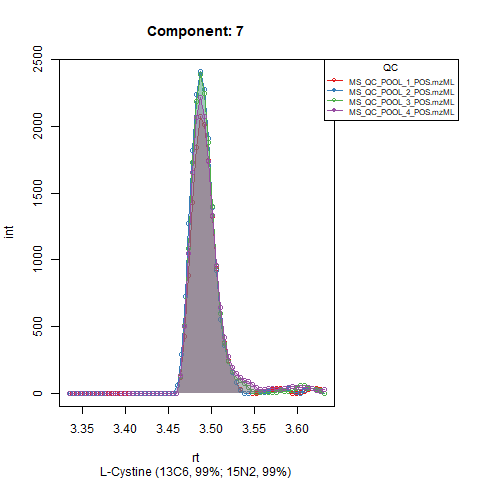 Component: 7
QC
MS_QC_POOL_1_POS.mzML
MS_QC_POOL_2_POS.mzML
MS_QC_POOL_3_POS.mzML
MS_QC_POOL_4_POS.mzML
2500
2000
1500
1000
500
0
int
3.35 3.40 3.45 3.50 3.55 3.60
rt
L-Cystine (13C6, 99%; 15N2, 99%)